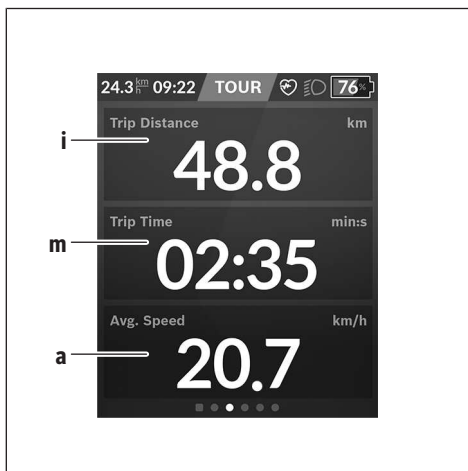 24.3 km/h 09:22 TOUR 76%
Trip Distance km
i
48.8
Trip Time min:s
m
02:35
Avg. Speed km/h
a
20.7